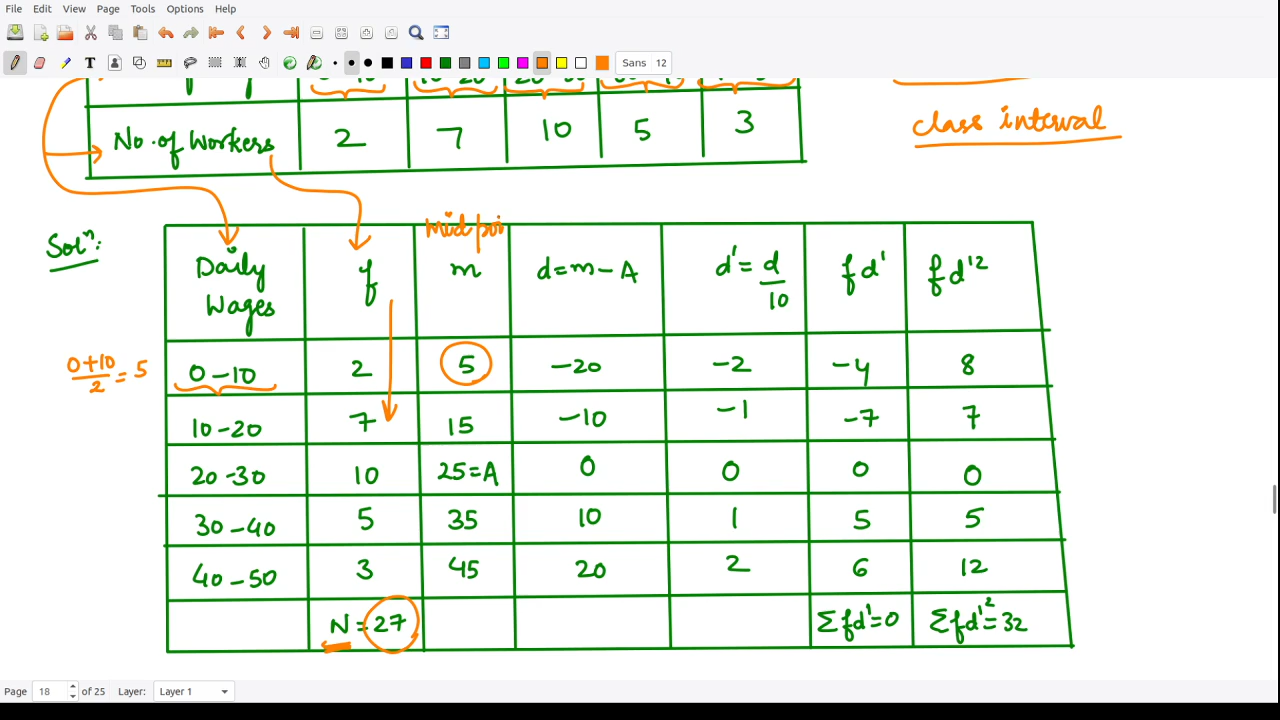 File Edit View Page Tools Options Help
Sans 12
No. of Workers 2 7 10 5 3
class interval
Solⁿ:
mid poi
Daily Wages f m d=m-A d'=d/10 fd' fd'²
(0+10)/2=5
0-10 2 5 -20 -2 -4 8
10-20 7 15 -10 -1 -7 7
20-30 10 25=A 0 0 0 0
30-40 5 35 10 1 5 5
40-50 3 45 20 2 6 12
N=27 Σfd'=0 Σfd'²=32
Page 18 of 25 Layer: Layer 1